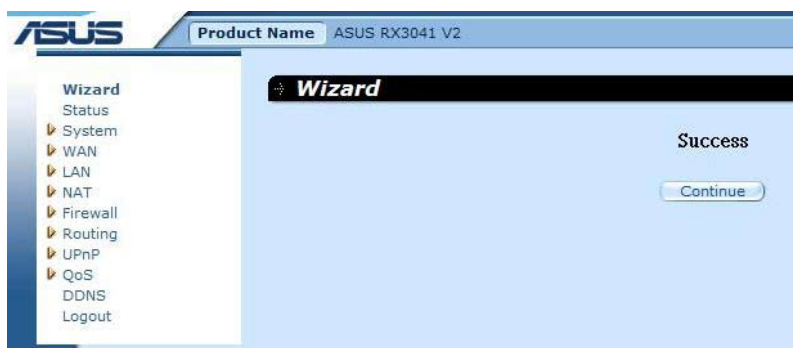 ASUS
Product Name ASUS RX3041 V2
Wizard
Status
System
WAN
LAN
NAT
Firewall
Routing
UPnP
QoS
DDNS
Logout
Wizard
Success
Continue